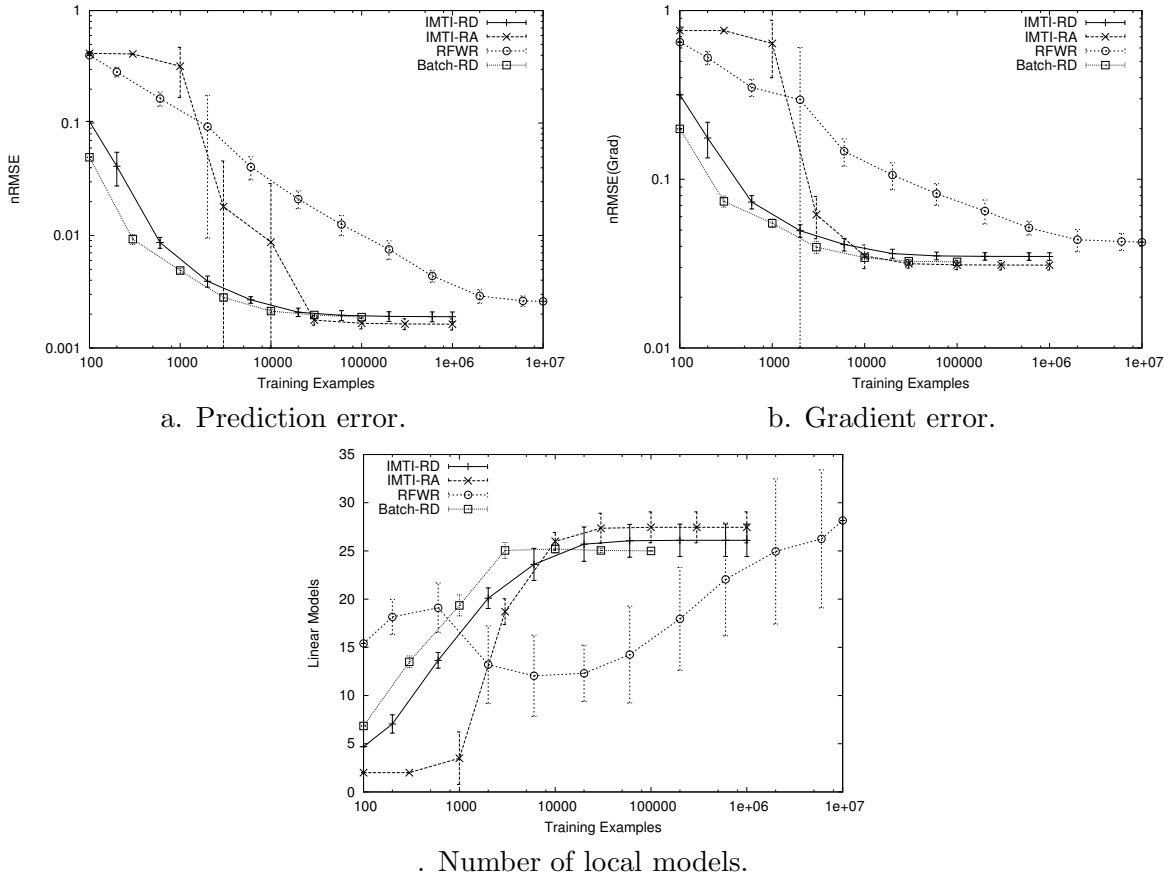 1
0.1
0.01
0.001
nRMSE
100 1000 10000 100000 1e+06 1e+07
Training Examples
IMTI-RD
IMTI-RA
RFWR
Batch-RD
a. Prediction error.
1
0.1
0.01
nRMSE(Grad)
100 1000 10000 100000 1e+06 1e+07
Training Examples
IMTI-RD
IMTI-RA
RFWR
Batch-RD
b. Gradient error.
35
30
25
20
15
10
5
0
Linear Models
100 1000 10000 100000 1e+06 1e+07
Training Examples
IMTI-RD
IMTI-RA
RFWR
Batch-RD
. Number of local models.